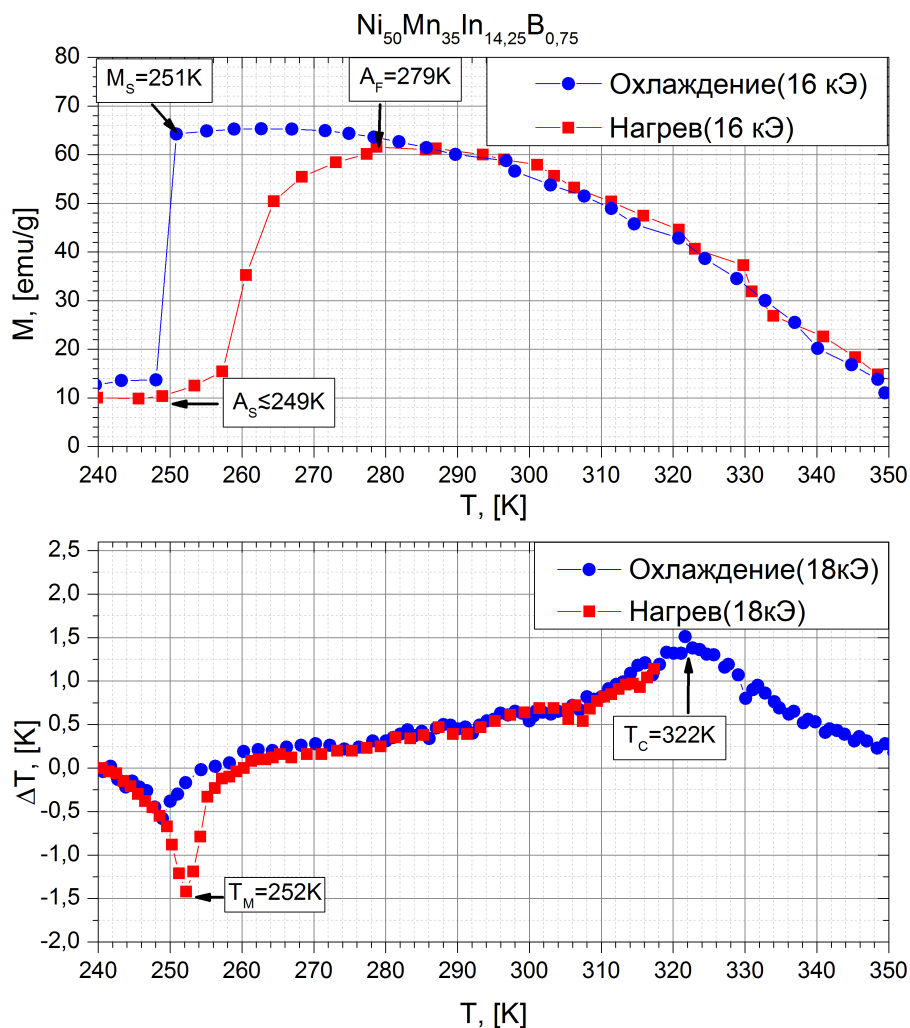 Ni50Mn35In14,25B0,75
80
70
60
50
40
30
20
10
0
M, [emu/g]
MS=251K
AF=279K
Охлаждение(16 кЭ)
Нагрев(16 кЭ)
AS≲249K
240 250 260 270 280 290 300 310 320 330 340 350
T, [K]
2,5
2,0
1,5
1,0
0,5
0,0
-0,5
-1,0
-1,5
-2,0
ΔT, [K]
Охлаждение(18кЭ)
Нагрев(18кЭ)
TC=322K
TM=252K
240 250 260 270 280 290 300 310 320 330 340 350
T, [K]